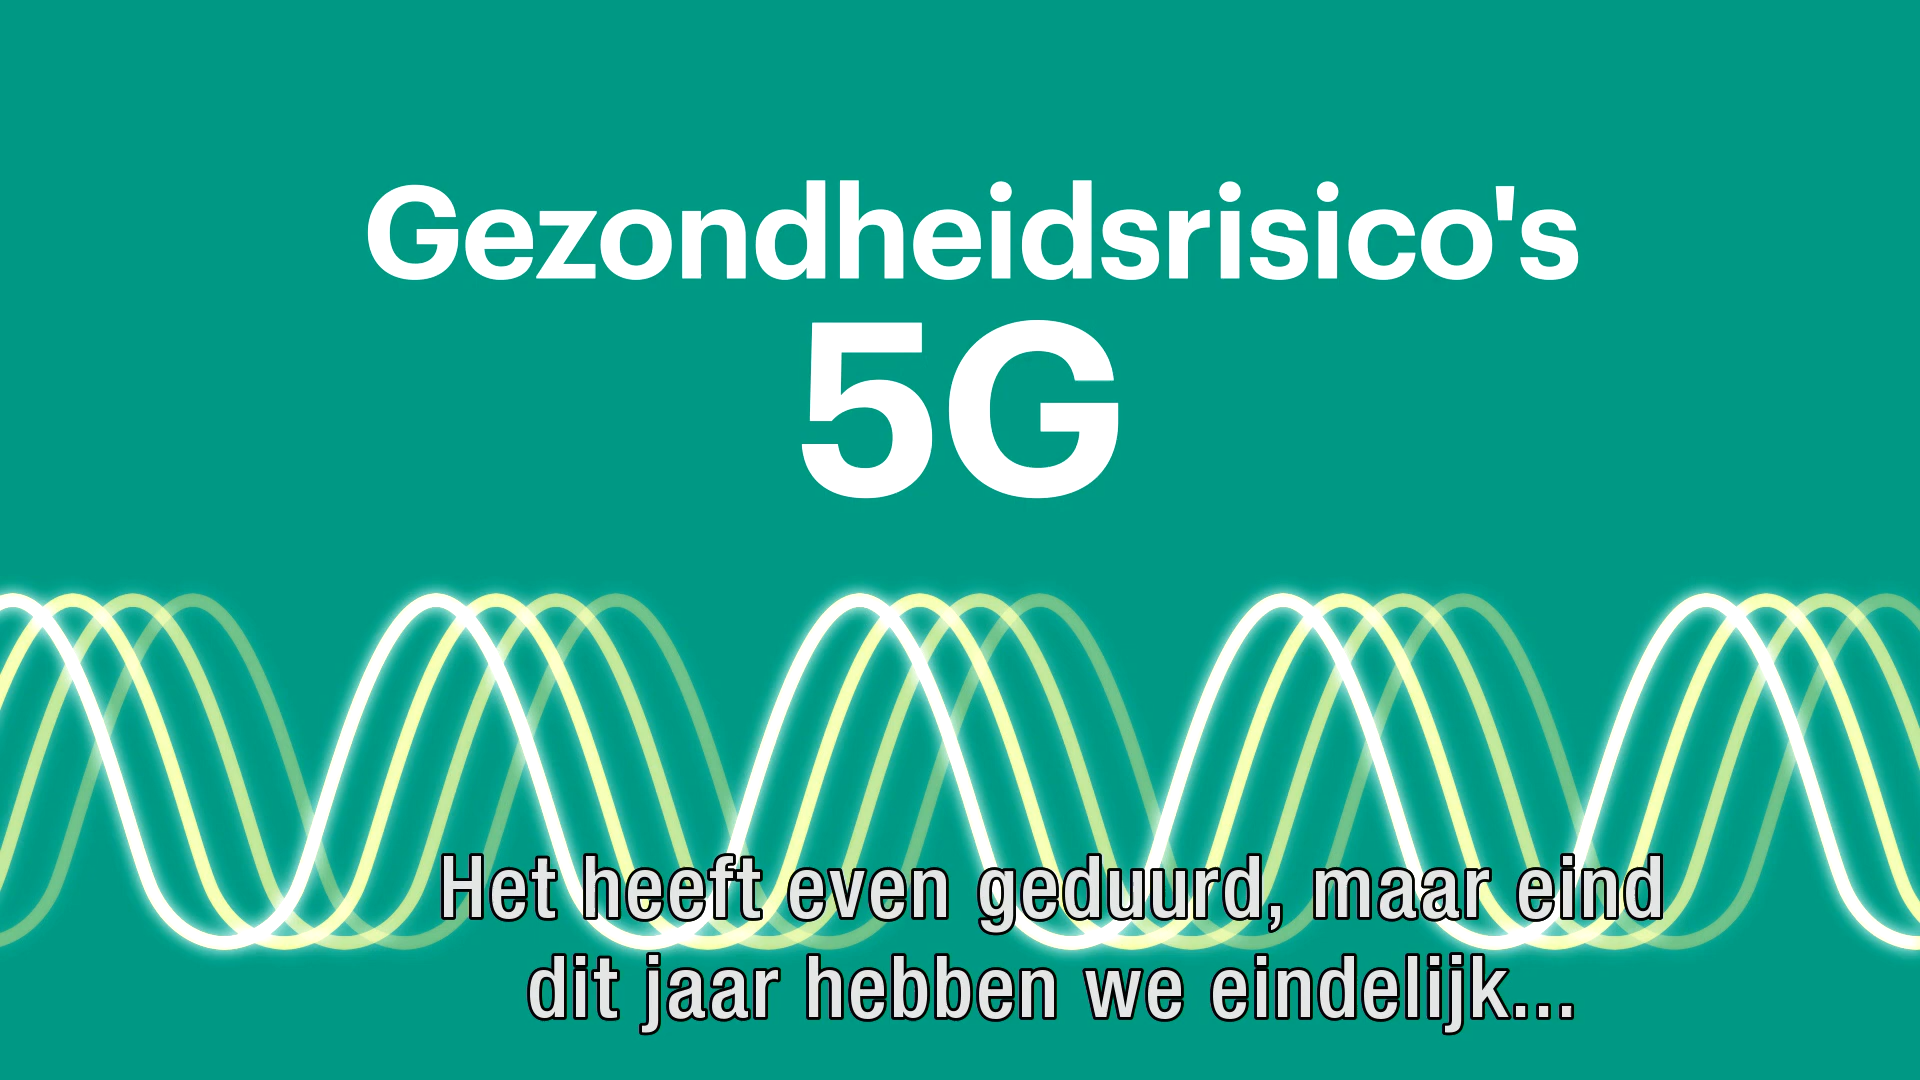 Gezondheidsrisico's
5G
Het heeft even geduurd, maar eind
dit jaar hebben we eindelijk...